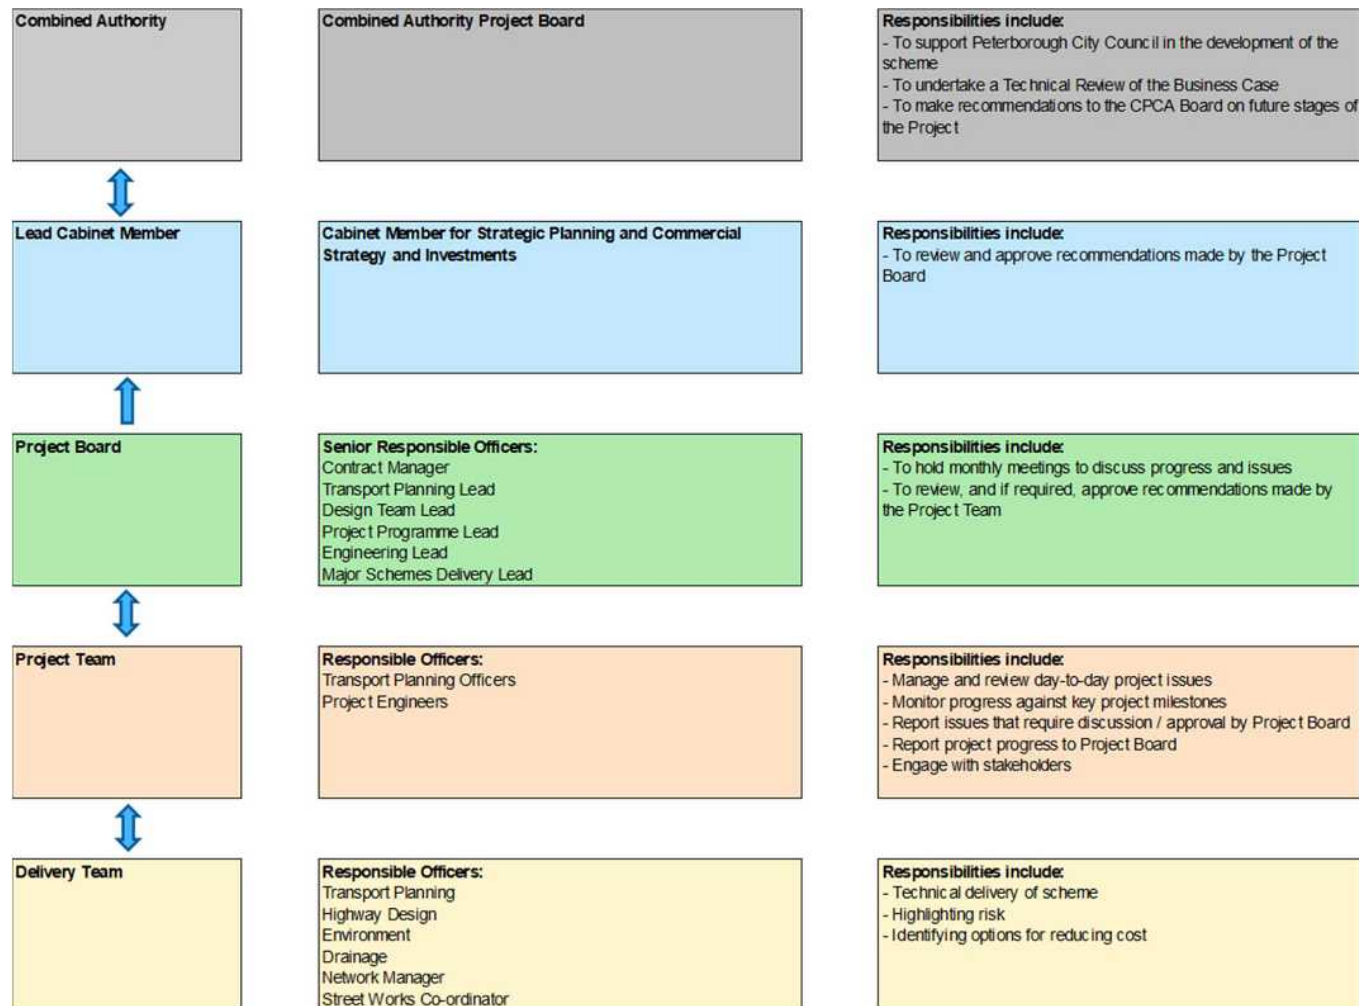 Combined Authority
Combined Authority Project Board
Responsibilities include:
- To support Peterborough City Council in the development of the
scheme
- To undertake a Technical Review of the Business Case
- To make recommendations to the CPCA Board on future stages of
the Project
Lead Cabinet Member
Cabinet Member for Strategic Planning and Commercial
Strategy and Investments
Responsibilities include:
- To review and approve recommendations made by the Project
Board
Project Board
Senior Responsible Officers:
Contract Manager
Transport Planning Lead
Design Team Lead
Project Programme Lead
Engineering Lead
Major Schemes Delivery Lead
Responsibilities include:
- To hold monthly meetings to discuss progress and issues
- To review, and if required, approve recommendations made by
the Project Team
Project Team
Responsible Officers:
Transport Planning Officers
Project Engineers
Responsibilities include:
- Manage and review day-to-day project issues
- Monitor progress against key project milestones
- Report issues that require discussion / approval by Project Board
- Report project progress to Project Board
- Engage with stakeholders
Delivery Team
Responsible Officers:
Transport Planning
Highway Design
Environment
Drainage
Network Manager
Street Works Co-ordinator
Responsibilities include:
- Technical delivery of scheme
- Highlighting risk
- Identifying options for reducing cost